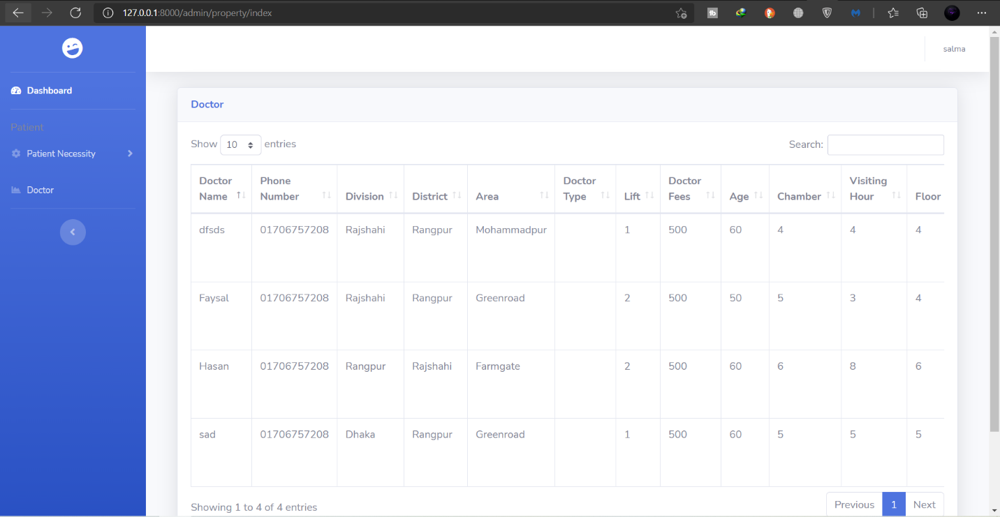 127.0.0.1:8000/admin/property/index
salma
Dashboard
Patient
Patient Necessity
Doctor
Doctor
Show 10 entries
Search:
Doctor Name Phone Number Division District Area Doctor Type Lift Doctor Fees Age Chamber Visiting Hour Floor
dfsds 01706757208 Rajshahi Rangpur Mohammadpur 1 500 60 4 4 4
Faysal 01706757208 Rajshahi Rangpur Greenroad 2 500 50 5 3 4
Hasan 01706757208 Rangpur Rajshahi Farmgate 2 500 60 6 8 6
sad 01706757208 Dhaka Rangpur Greenroad 1 500 60 5 5 5
Showing 1 to 4 of 4 entries
Previous 1 Next